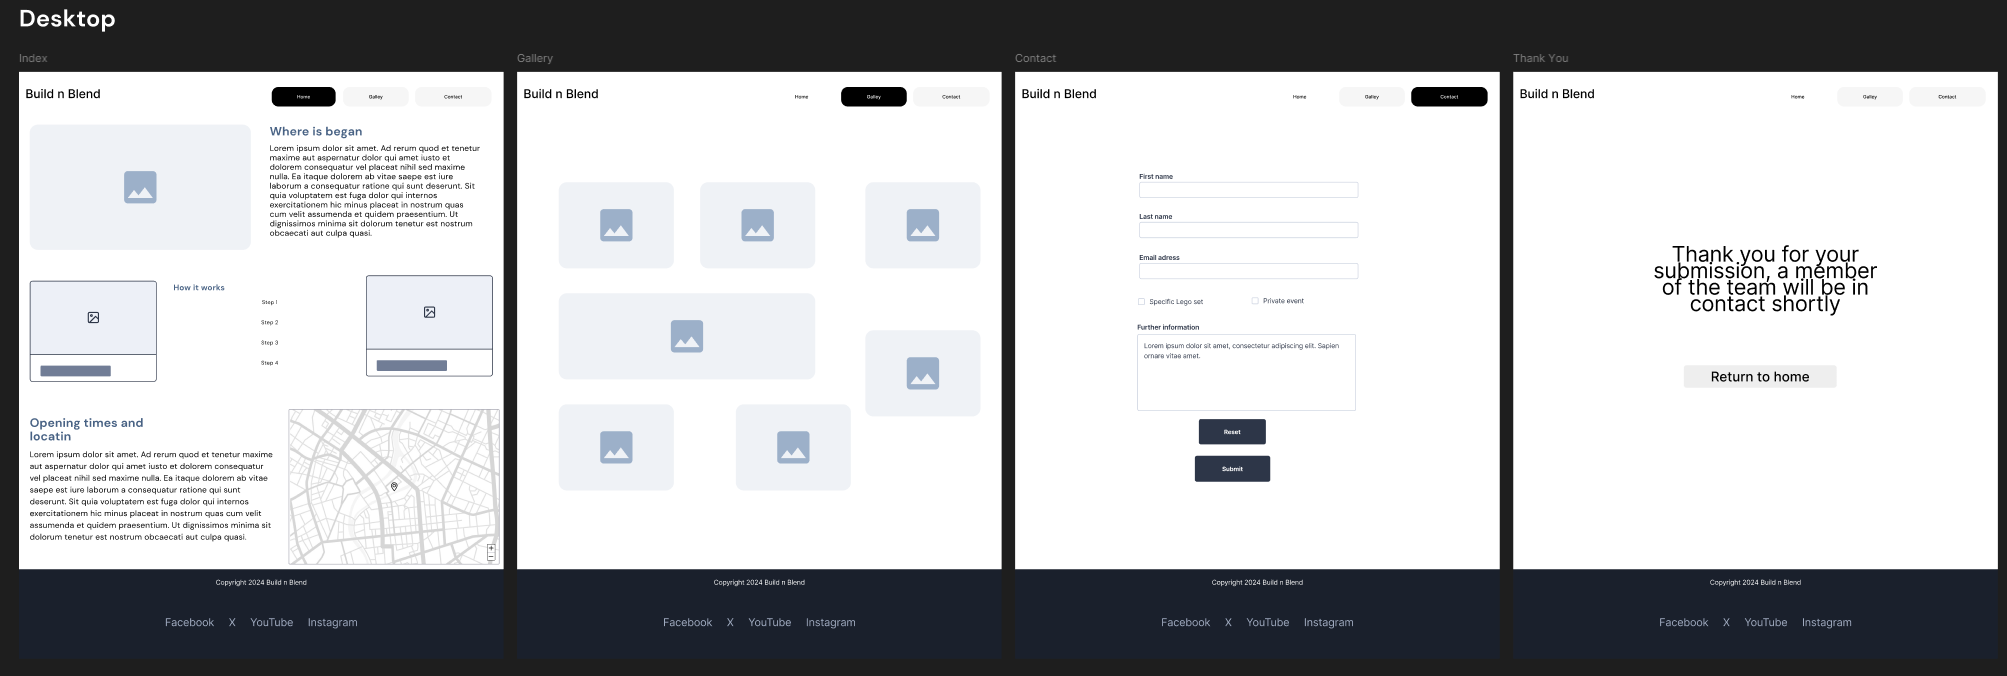 Desktop
Index
Build n Blend
Home
Galley
Contact
Where is began
Lorem ipsum dolor sit amet. Ad rerum quo et tenetur
maxime aut aspernatur dolor qui amet iusto et
dolorem consequatur vel placeat nihil sed maxime
nulla. Ea itaque dolorem ab vitae saepe est iure
laborum a consequatur ratione qui sunt deserunt. Sit
quia voluptatem est fuga dolor qui internos
exercitationem hic minus placeat in nostrum quas
cum velit assumenda et quidem praesentium. Ut
dignissimos minima sit dolorum tenetur est nostrum
obcaecati aut culpa quasi.
How it works
Step 1
Step 2
Step 3
Step 4
Opening times and
locatin
Lorem ipsum dolor sit amet. Ad rerum quo et tenetur maxime
aut aspernatur dolor qui amet iusto et dolorem consequatur
vel placeat nihil sed maxime nulla. Ea itaque dolorem ab vitae
saepe est iure laborum a consequatur ratione qui sunt
deserunt. Sit quia voluptatem est fuga dolor qui internos
exercitationem hic minus placeat in nostrum quas cum velit
assumenda et quidem praesentium. Ut dignissimos minima sit
dolorum tenetur est nostrum obcaecati aut culpa quasi.
+
−
Copyright 2024 Build n Blend
Facebook X YouTube Instagram
Gallery
Build n Blend
Home
Galley
Contact
Copyright 2024 Build n Blend
Facebook X YouTube Instagram
Contact
Build n Blend
Home
Galley
Contact
First name
Last name
Email adress
Specific Lego set
Private event
Further information
Lorem ipsum dolor sit amet, consectetur adipiscing elit. Sapien
ornare vitae amet.
Reset
Submit
Copyright 2024 Build n Blend
Facebook X YouTube Instagram
Thank You
Build n Blend
Home
Galley
Contact
Thank you for your
submission, a member
of the team will be in
contact shortly
Return to home
Copyright 2024 Build n Blend
Facebook X YouTube Instagram